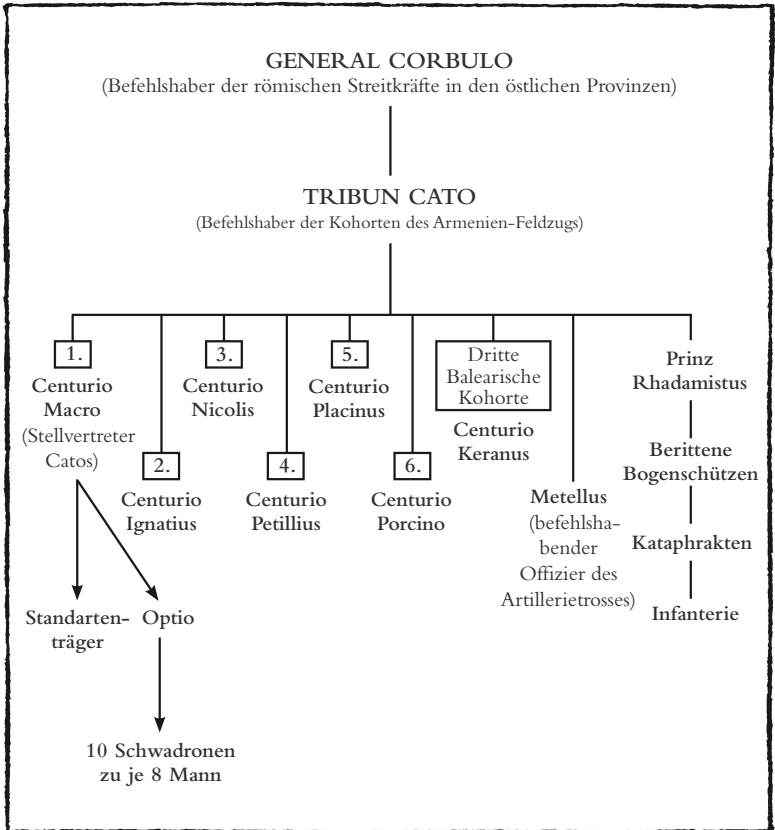 GENERAL CORBULO
(Befehlshaber der römischen Streitkräfte in den östlichen Provinzen)
TRIBUN CATO
(Befehlshaber der Kohorten des Armenien-Feldzugs)
1.
Centurio
Macro
(Stellvertreter
Catos)
2.
Centurio
Ignatius
3.
Centurio
Nicolis
4.
Centurio
Petillius
5.
Centurio
Placinus
6.
Centurio
Porcino
Dritte
Balearische
Kohorte
Centurio
Keranus
Metellus
(befehlsha-
bender
Offizier des
Artillerietrosses)
Prinz
Rhadamistus
Berittene
Bogenschützen
Kataphrakten
Infanterie
Standarten-
träger
Optio
10 Schwadronen
zu je 8 Mann